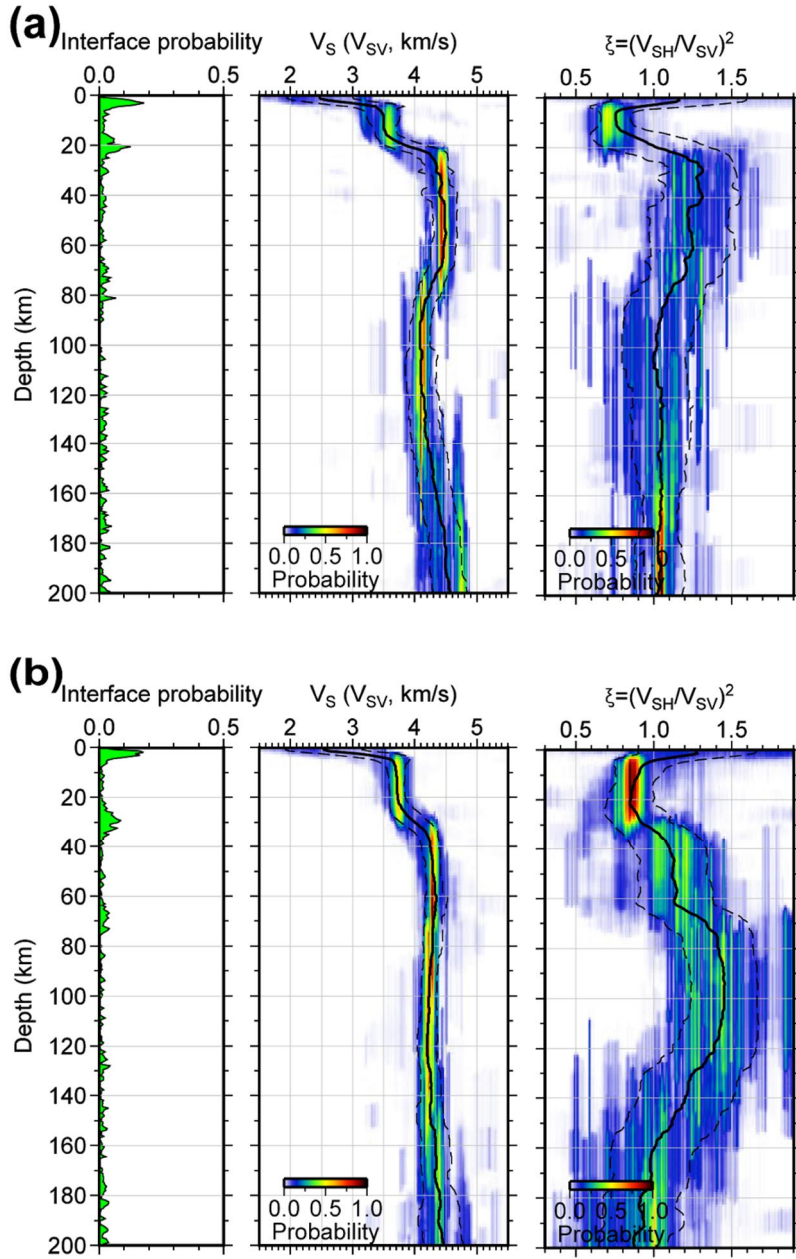 (a)
Interface probability VS (VSV, km/s) ξ=(VSH/VSV)2
0.0 0.5 2 3 4 5 0.5 1.0 1.5
0
20
40
60
80
100
120
140
160
180
200
Depth (km)
0.0 0.5 1.0
Probability
0.0 0.5 1.0
Probability
(b)
Interface probability VS (VSV, km/s) ξ=(VSH/VSV)2
0.0 0.5 2 3 4 5 0.5 1.0 1.5
0
20
40
60
80
100
120
140
160
180
200
Depth (km)
0.0 0.5 1.0
Probability
0.0 0.5 1.0
Probability